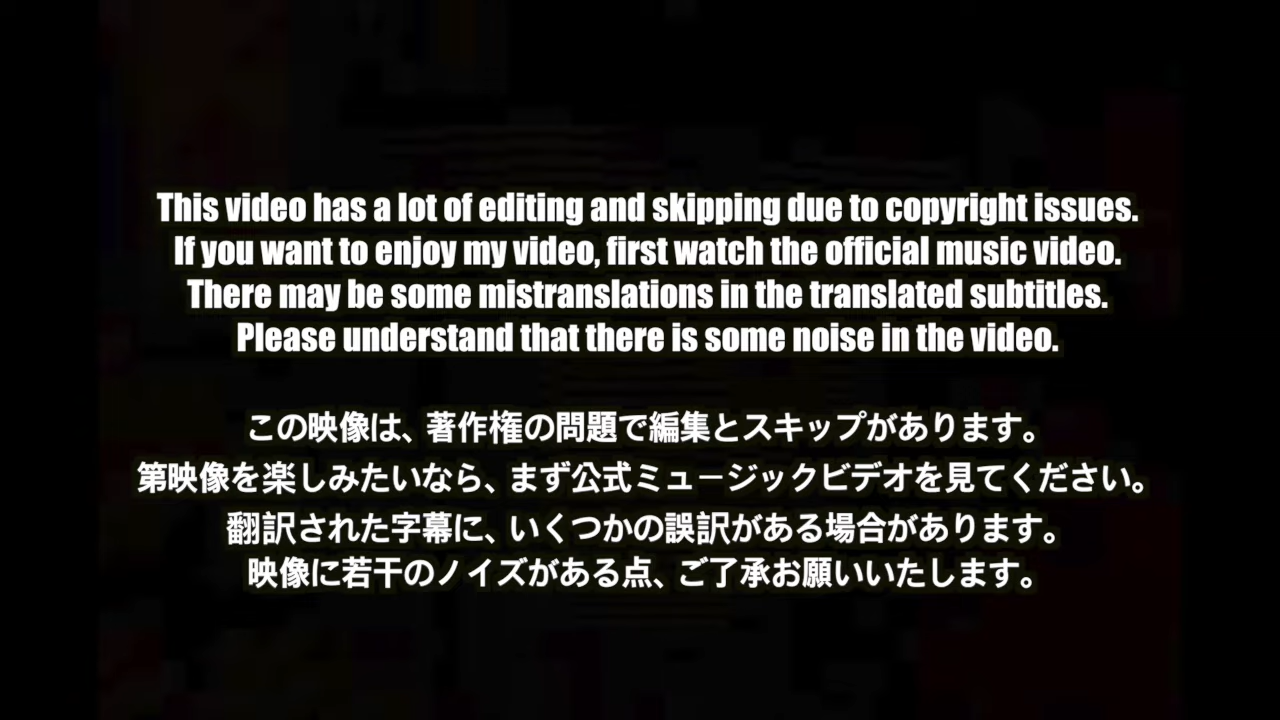 This video has a lot of editing and skipping due to copyright issues.
If you want to enjoy my video, first watch the official music video.
There may be some mistranslations in the translated subtitles.
Please understand that there is some noise in the video.
この映像は、著作権の問題で編集とスキップがあります。
第映像を楽しみたいなら、まず公式ミュージックビデオを見てください。
翻訳された字幕に、いくつかの誤訳がある場合があります。
映像に若干のノイズがある点、ご了承お願いいたします。